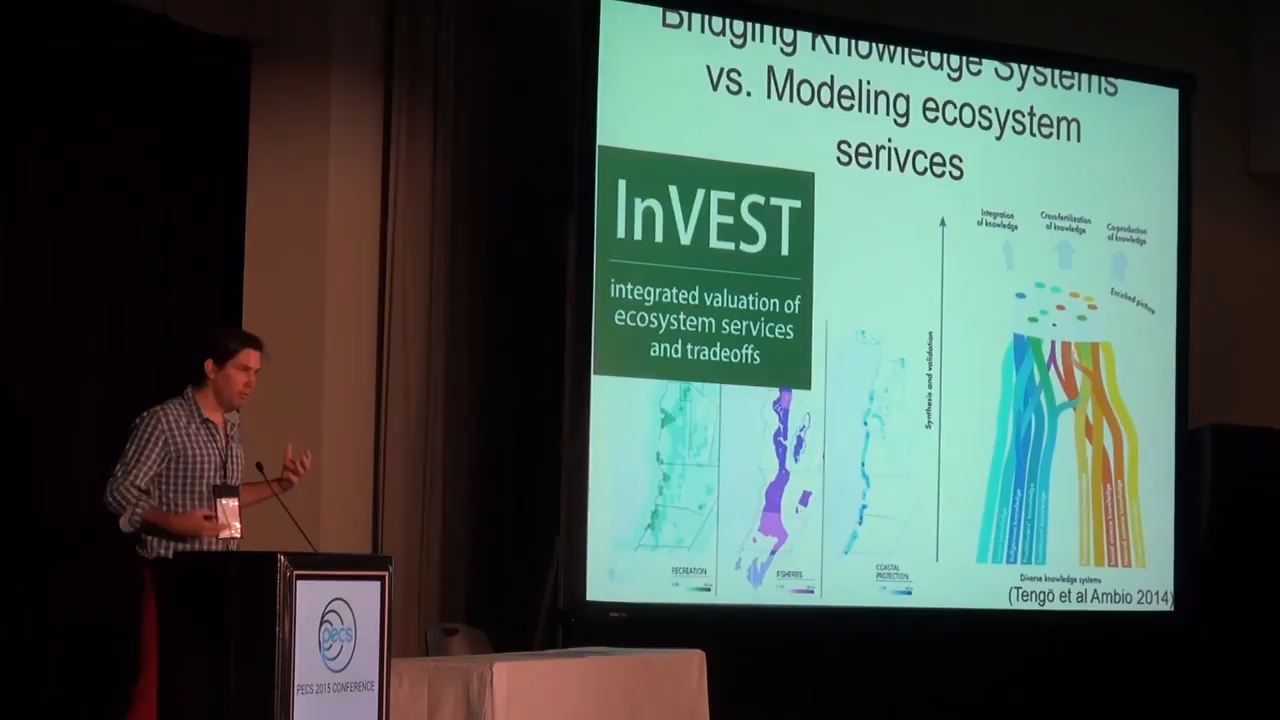 Bridging Knowledge Systems
vs. Modeling ecosystem
serivces
InVEST
integrated valuation of
ecosystem services
and tradeoffs
RECREATION
FISHERIES
COASTAL
PROTECTION
Synthesis and validation
Integration
of knowledge
Cross-fertilization
of knowledge
Co-production
of knowledge
Enriched picture
Diverse knowledge systems
(Tengö et al Ambio 2014)
pecs
PECS 2015 CONFERENCE